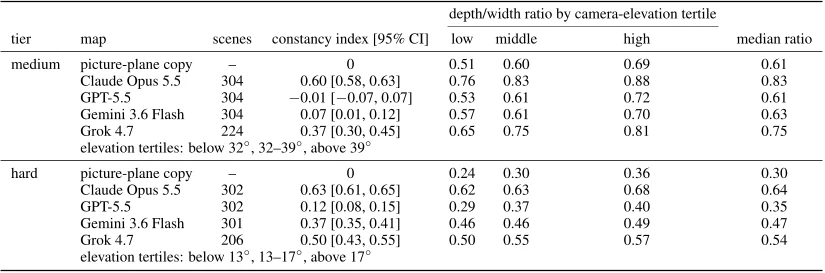 depth/width ratio by camera-elevation tertile
tier map scenes constancy index [95% CI] low middle high median ratio
medium picture-plane copy – 0 0.51 0.60 0.69 0.61
Claude Opus 5.5 304 0.60 [0.58, 0.63] 0.76 0.83 0.88 0.83
GPT-5.5 304 −0.01 [−0.07, 0.07] 0.53 0.61 0.72 0.61
Gemini 3.6 Flash 304 0.07 [0.01, 0.12] 0.57 0.61 0.70 0.63
Grok 4.7 224 0.37 [0.30, 0.45] 0.65 0.75 0.81 0.75
elevation tertiles: below 32°, 32–39°, above 39°
hard picture-plane copy – 0 0.24 0.30 0.36 0.30
Claude Opus 5.5 302 0.63 [0.61, 0.65] 0.62 0.63 0.68 0.64
GPT-5.5 302 0.12 [0.08, 0.15] 0.29 0.37 0.40 0.35
Gemini 3.6 Flash 301 0.37 [0.35, 0.41] 0.46 0.46 0.49 0.47
Grok 4.7 206 0.50 [0.43, 0.55] 0.50 0.55 0.57 0.54
elevation tertiles: below 13°, 13–17°, above 17°